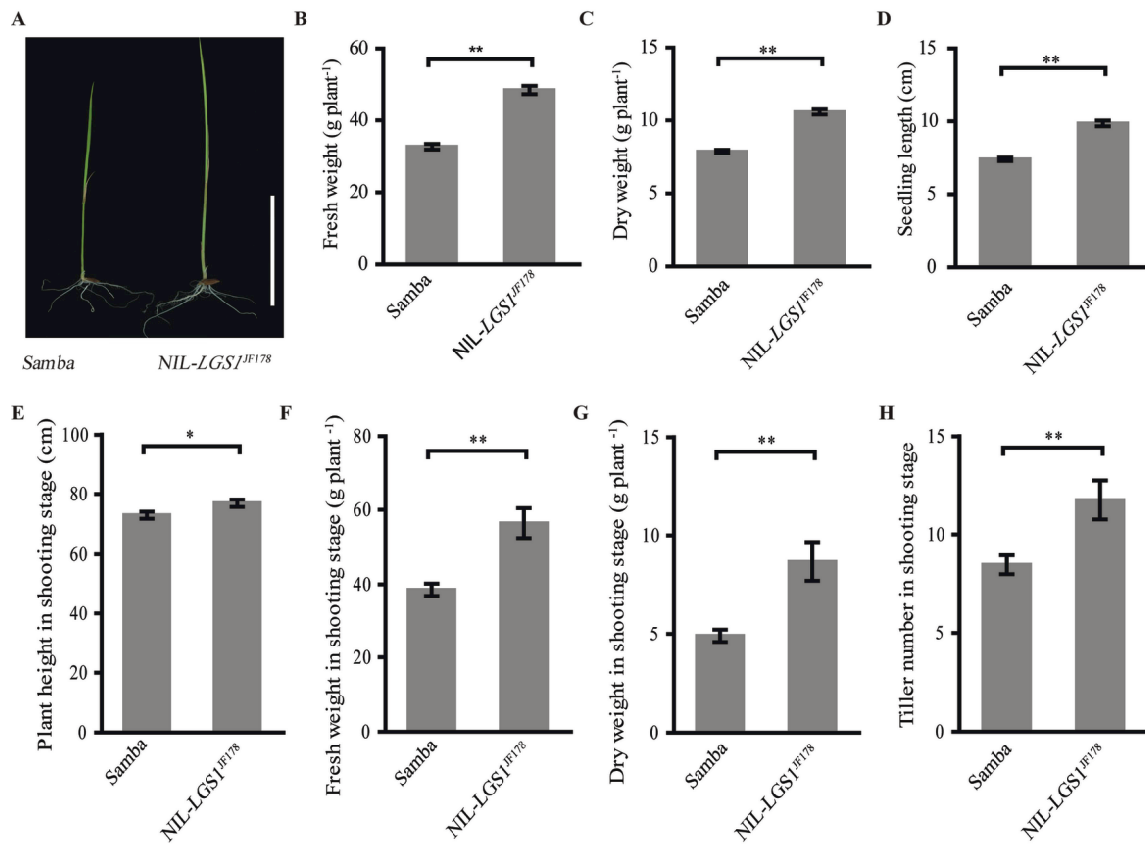 A
Samba NIL-LGS1JF178
B
Fresh weight (g plant-1)
60
40
20
0
**
Samba
NIL-LGS1JF178
C
Dry weight (g plant-1)
15
10
5
0
**
Samba
NIL-LGS1JF178
D
Seedling length (cm)
15
10
5
0
**
Samba
NIL-LGS1JF178
E
Plant height in shooting stage (cm)
100
80
60
40
20
0
*
Samba
NIL-LGS1JF178
F
Fresh weight in shooting stage (g plant -1)
80
60
40
20
0
**
Samba
NIL-LGS1JF178
G
Dry weight in shooting stage (g plant -1)
15
10
5
0
**
Samba
NIL-LGS1JF178
H
Tiller number in shooting stage
15
10
5
0
**
Samba
NIL-LGS1JF178